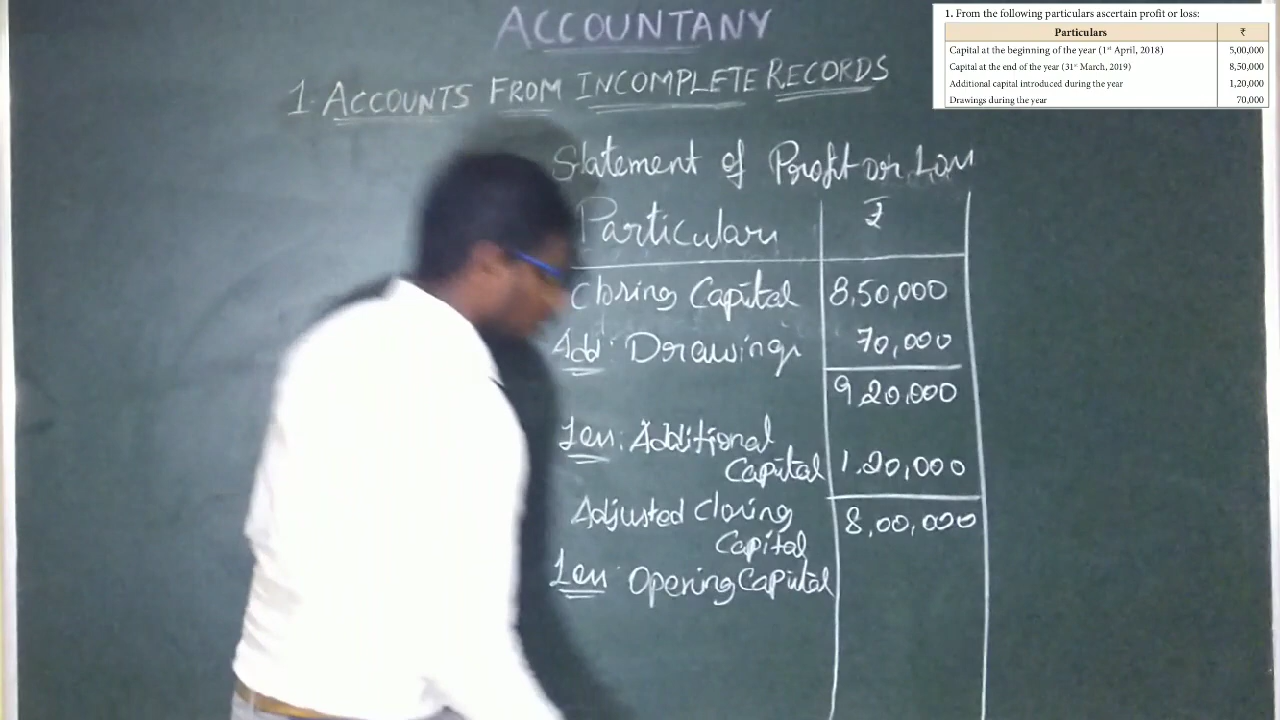 ACCOUNTANY
1. ACCOUNTS FROM INCOMPLETE RECORDS
1. From the following particulars ascertain profit or loss:
Particulars ₹
Capital at the beginning of the year (1st April, 2018) 5,00,000
Capital at the end of the year (31st March, 2019) 8,50,000
Additional capital introduced during the year 1,20,000
Drawings during the year 70,000
Statement of Profit or Loss
Particulars ₹
Closing Capital 8,50,000
Add: Drawings 70,000
9,20,000
Less: Additional
Capital 1,20,000
Adjusted Closing 8,00,000
Capital
Less: Opening Capital